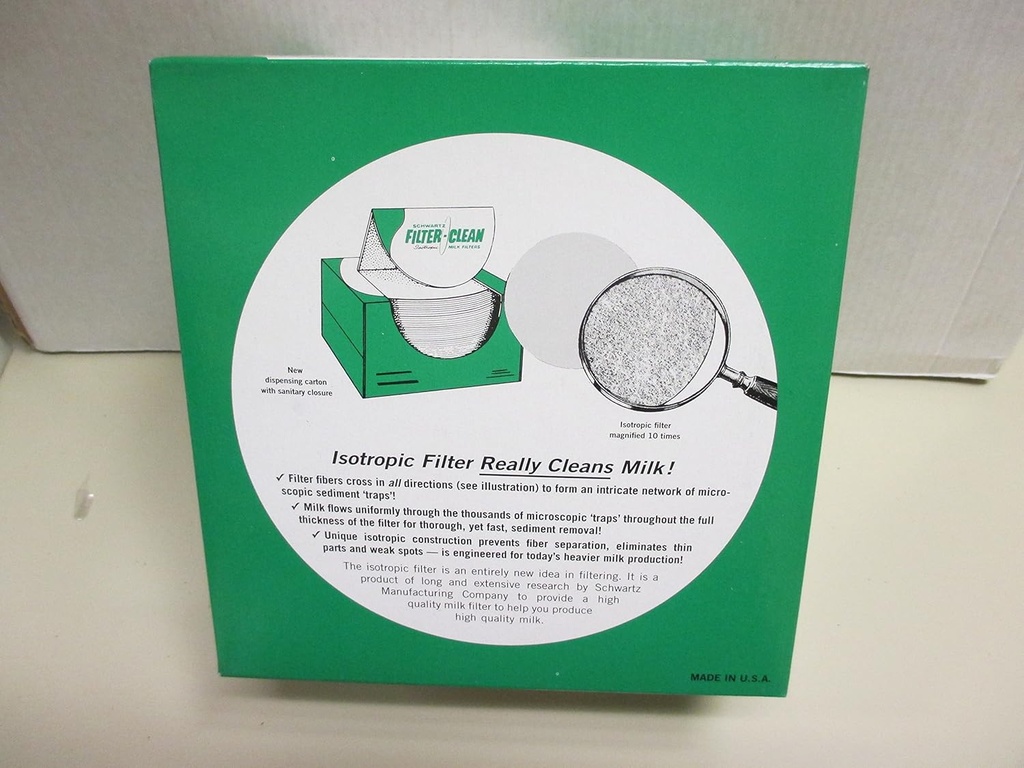 SCHWARTZ
FILTER-CLEAN
Isotropic MILK FILTERS
New
dispensing carton
with sanitary closure
Isotropic filter
magnified 10 times
Isotropic Filter Really Cleans Milk!
✓ Filter fibers cross in all directions (see illustration) to form an intricate network of micro-
scopic sediment 'traps'!
✓ Milk flows uniformly through the thousands of microscopic 'traps' throughout the full
thickness of the filter for thorough, yet fast, sediment removal!
✓ Unique isotropic construction prevents fiber separation, eliminates thin
parts and weak spots — is engineered for today's heavier milk production!
The isotropic filter is an entirely new idea in filtering. It is a
product of long and extensive research by Schwartz
Manufacturing Company to provide a high
quality milk filter to help you produce
high quality milk.
MADE IN U.S.A.